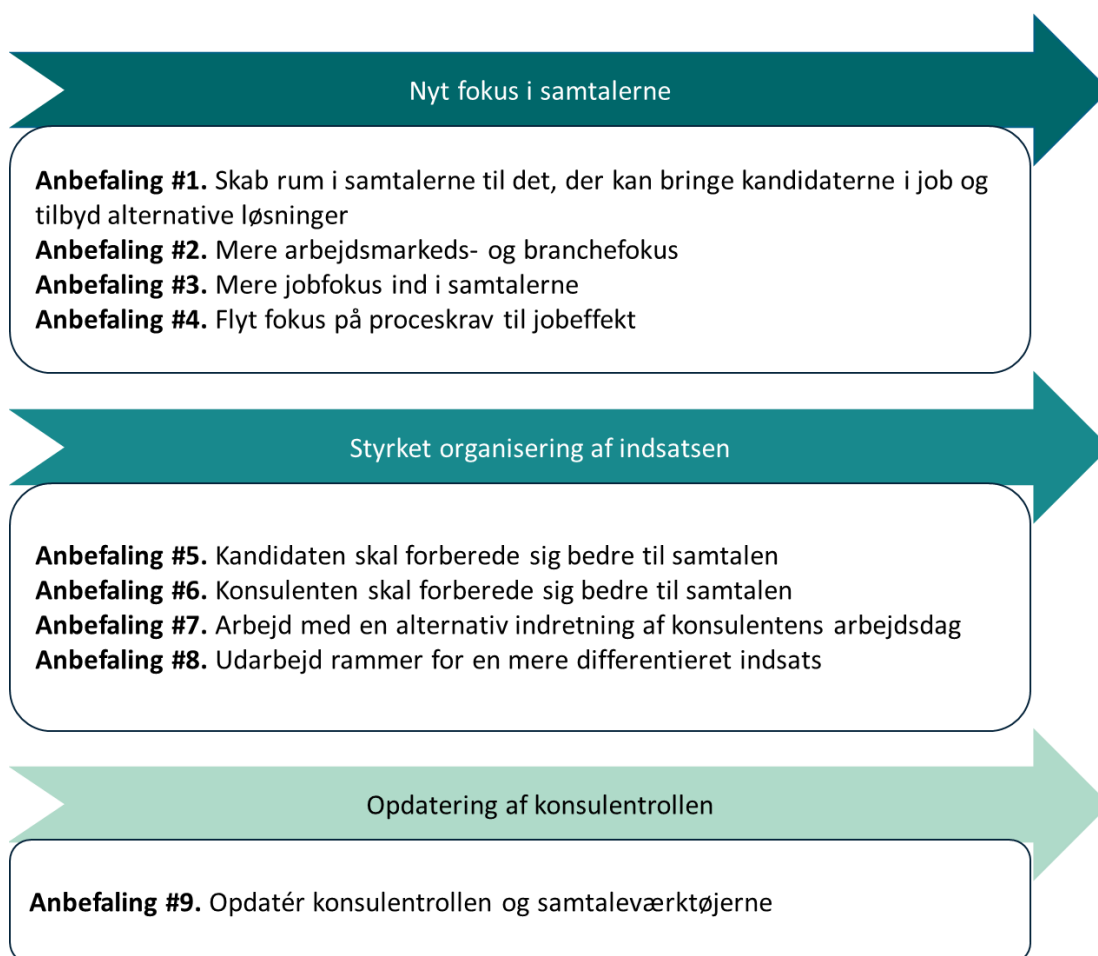 Nyt fokus i samtalerne
Anbefaling #1. Skab rum i samtalerne til det, der kan bringe kandidaterne i job og
tilbyd alternative løsninger
Anbefaling #2. Mere arbejdsmarkeds- og branchefokus
Anbefaling #3. Mere jobfokus ind i samtalerne
Anbefaling #4. Flyt fokus på proceskrav til jobeffekt
Styrket organisering af indsatsen
Anbefaling #5. Kandidaten skal forberede sig bedre til samtalen
Anbefaling #6. Konsulenten skal forberede sig bedre til samtalen
Anbefaling #7. Arbejd med en alternativ indretning af konsulentens arbejdsdag
Anbefaling #8. Udarbejd rammer for en mere differentieret indsats
Opdatering af konsulentrollen
Anbefaling #9. Opdatér konsulentrollen og samtaleværktøjerne